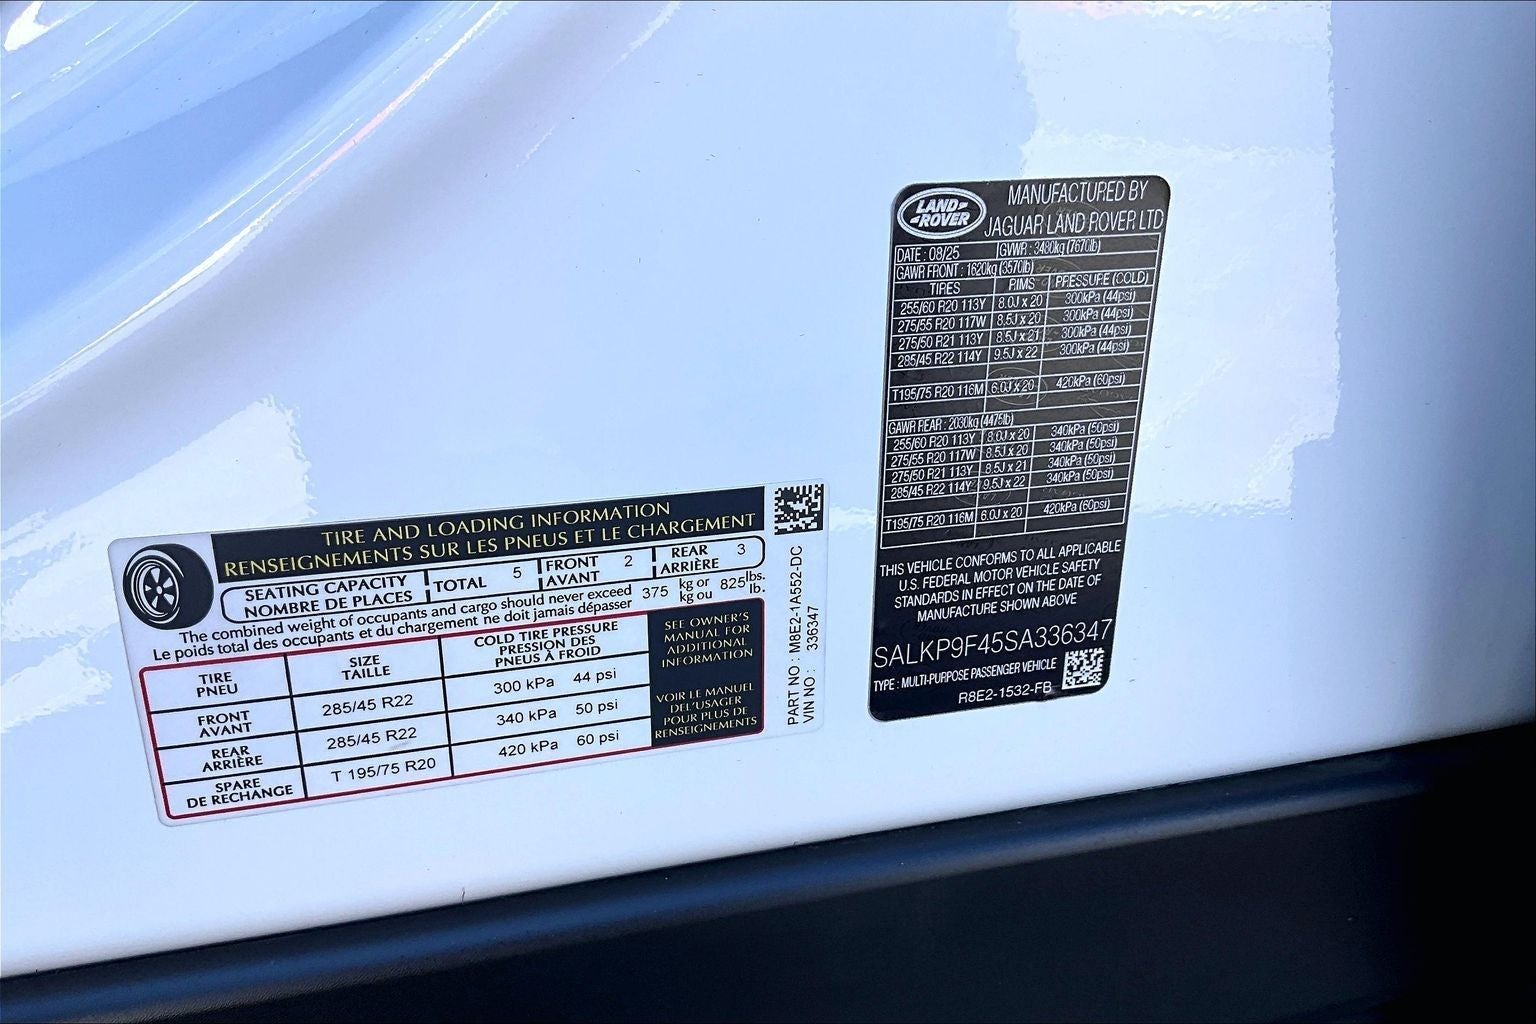 TIRE AND LOADING INFORMATION
RENSEIGNEMENTS SUR LES PNEUS ET LE CHARGEMENT
SEATING CAPACITY
NOMBRE DE PLACES
TOTAL 5
FRONT
AVANT 2
REAR
ARRIÈRE 3
The combined weight of occupants and cargo should never exceed 375 kg or 825 lbs.
Le poids total des occupants et du chargement ne doit jamais dépasser kg ou lb.
TIRE
PNEU
SIZE
TAILLE
COLD TIRE PRESSURE
PRESSION DES
PNEUS À FROID
FRONT
AVANT
285/45 R22
300 kPa 44 psi
REAR
ARRIÈRE
285/45 R22
340 kPa 50 psi
SPARE
DE RECHANGE
T 195/75 R20
420 kPa 60 psi
SEE OWNER'S
MANUAL FOR
ADDITIONAL
INFORMATION
VOIR LE MANUEL
DEL'USAGER
POUR PLUS DE
RENSEIGNEMENTS
PART NO : M8E2-1A552-DC
VIN NO : 336347
LAND-
-ROVER
MANUFACTURED BY
JAGUAR LAND ROVER LTD
DATE : 08/25 GVWR : 3480kg (7670lb)
GAWR FRONT : 1620kg (3570lb)
TIRES RIMS PRESSURE (COLD)
255/60 R20 113Y 8.0J x 20 300kPa (44psi)
275/55 R20 117W 8.5J x 20 300kPa (44psi)
275/50 R21 113Y 8.5J x 21 300kPa (44psi)
285/45 R22 114Y 9.5J x 22 300kPa (44psi)
T195/75 R20 116M 6.0J x 20 420kPa (60psi)
GAWR REAR : 2030kg (4475lb)
255/60 R20 113Y 8.0J x 20 340kPa (50psi)
275/55 R20 117W 8.5J x 20 340kPa (50psi)
275/50 R21 113Y 8.5J x 21 340kPa (50psi)
285/45 R22 114Y 9.5J x 22 340kPa (50psi)
T195/75 R20 116M 6.0J x 20 420kPa (60psi)
THIS VEHICLE CONFORMS TO ALL APPLICABLE
U.S. FEDERAL MOTOR VEHICLE SAFETY
STANDARDS IN EFFECT ON THE DATE OF
MANUFACTURE SHOWN ABOVE
SALKP9F45SA336347
TYPE : MULTI-PURPOSE PASSENGER VEHICLE
R8E2-1532-FB